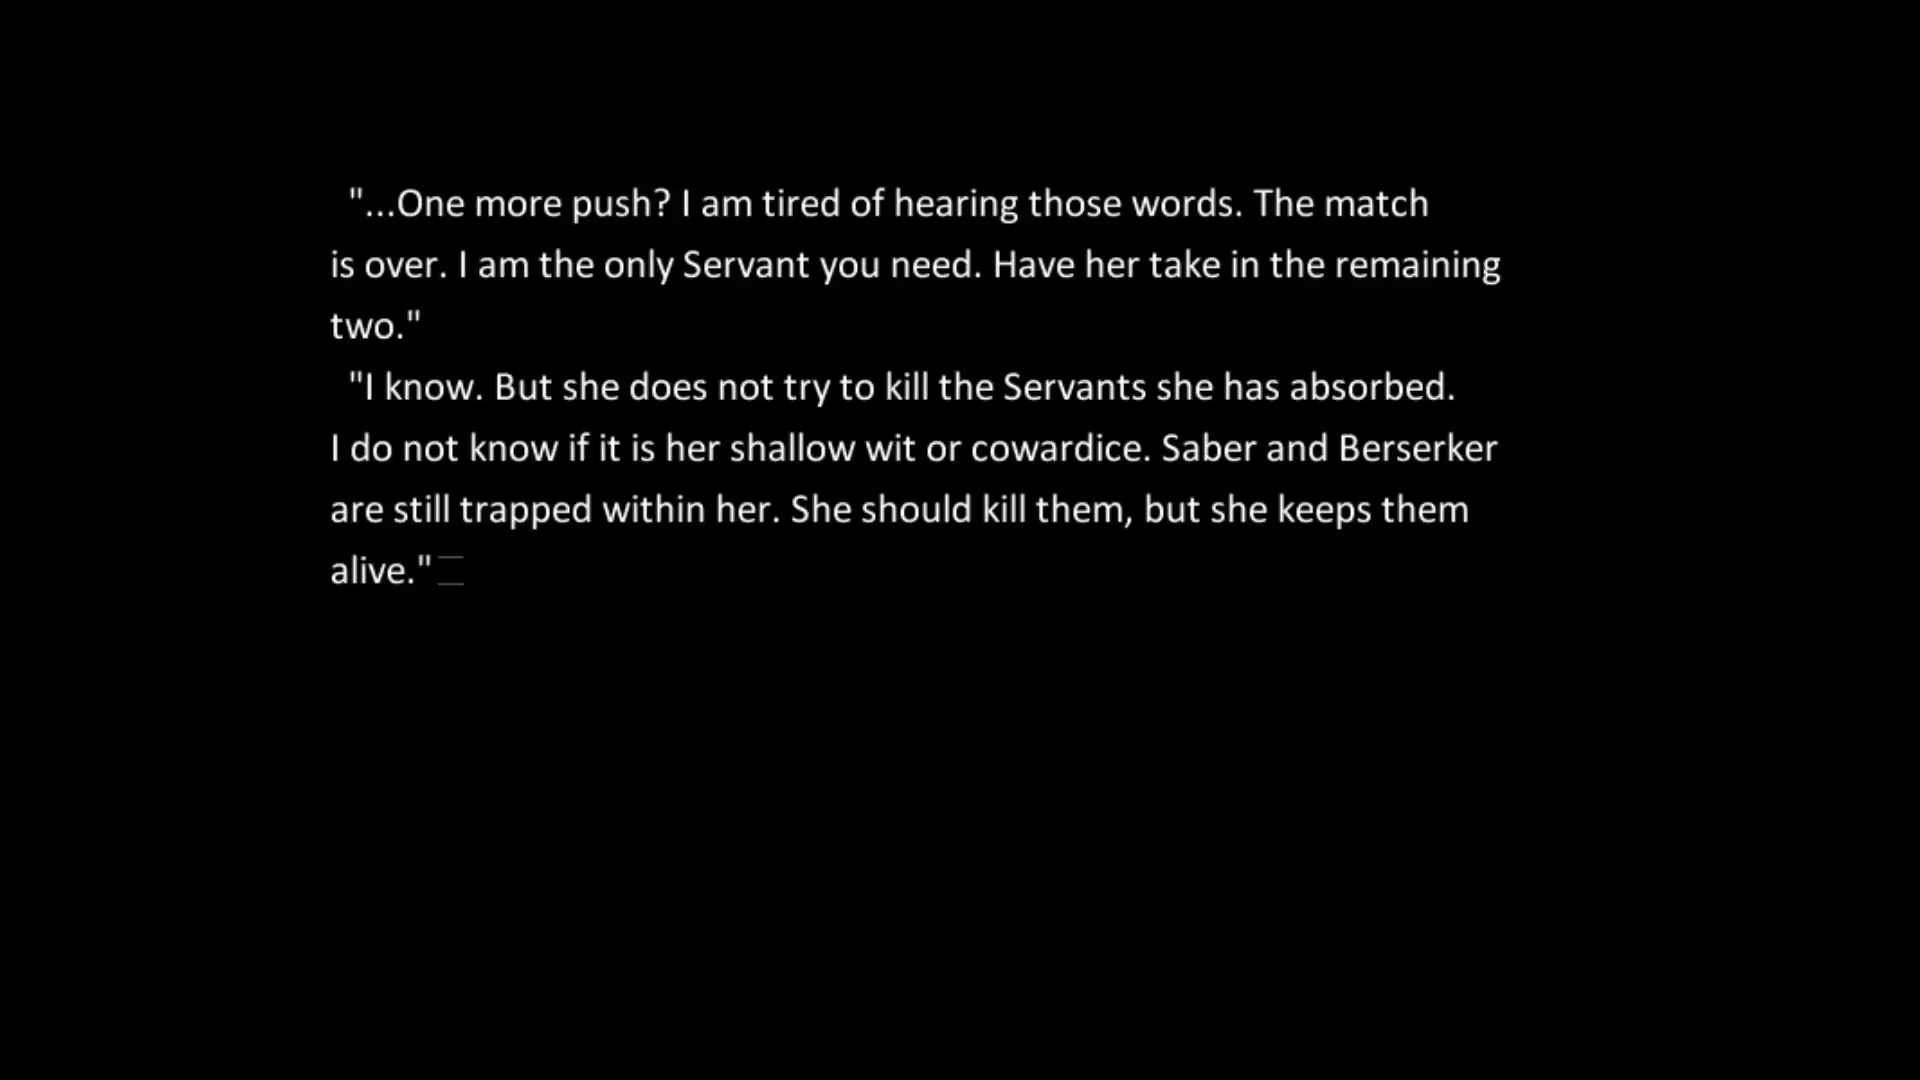 "...One more push? I am tired of hearing those words. The match
is over. I am the only Servant you need. Have her take in the remaining
two."
"I know. But she does not try to kill the Servants she has absorbed.
I do not know if it is her shallow wit or cowardice. Saber and Berserker
are still trapped within her. She should kill them, but she keeps them
alive."